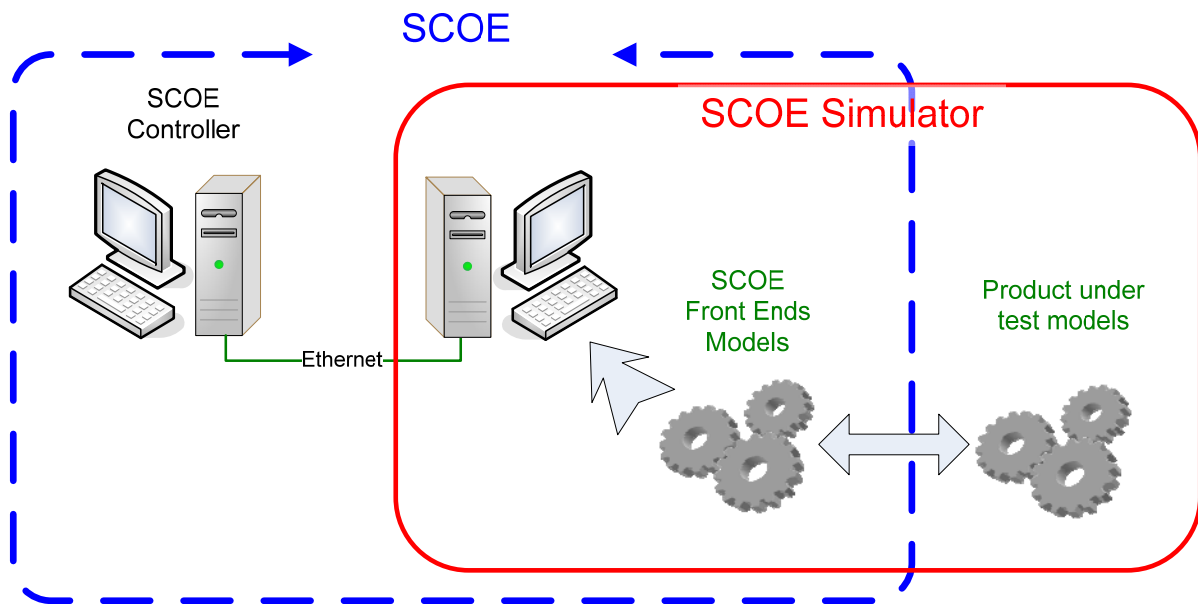 SCOE
SCOE Simulator
SCOE
Controller
SCOE
Front Ends
Models
Product under
test models
Ethernet